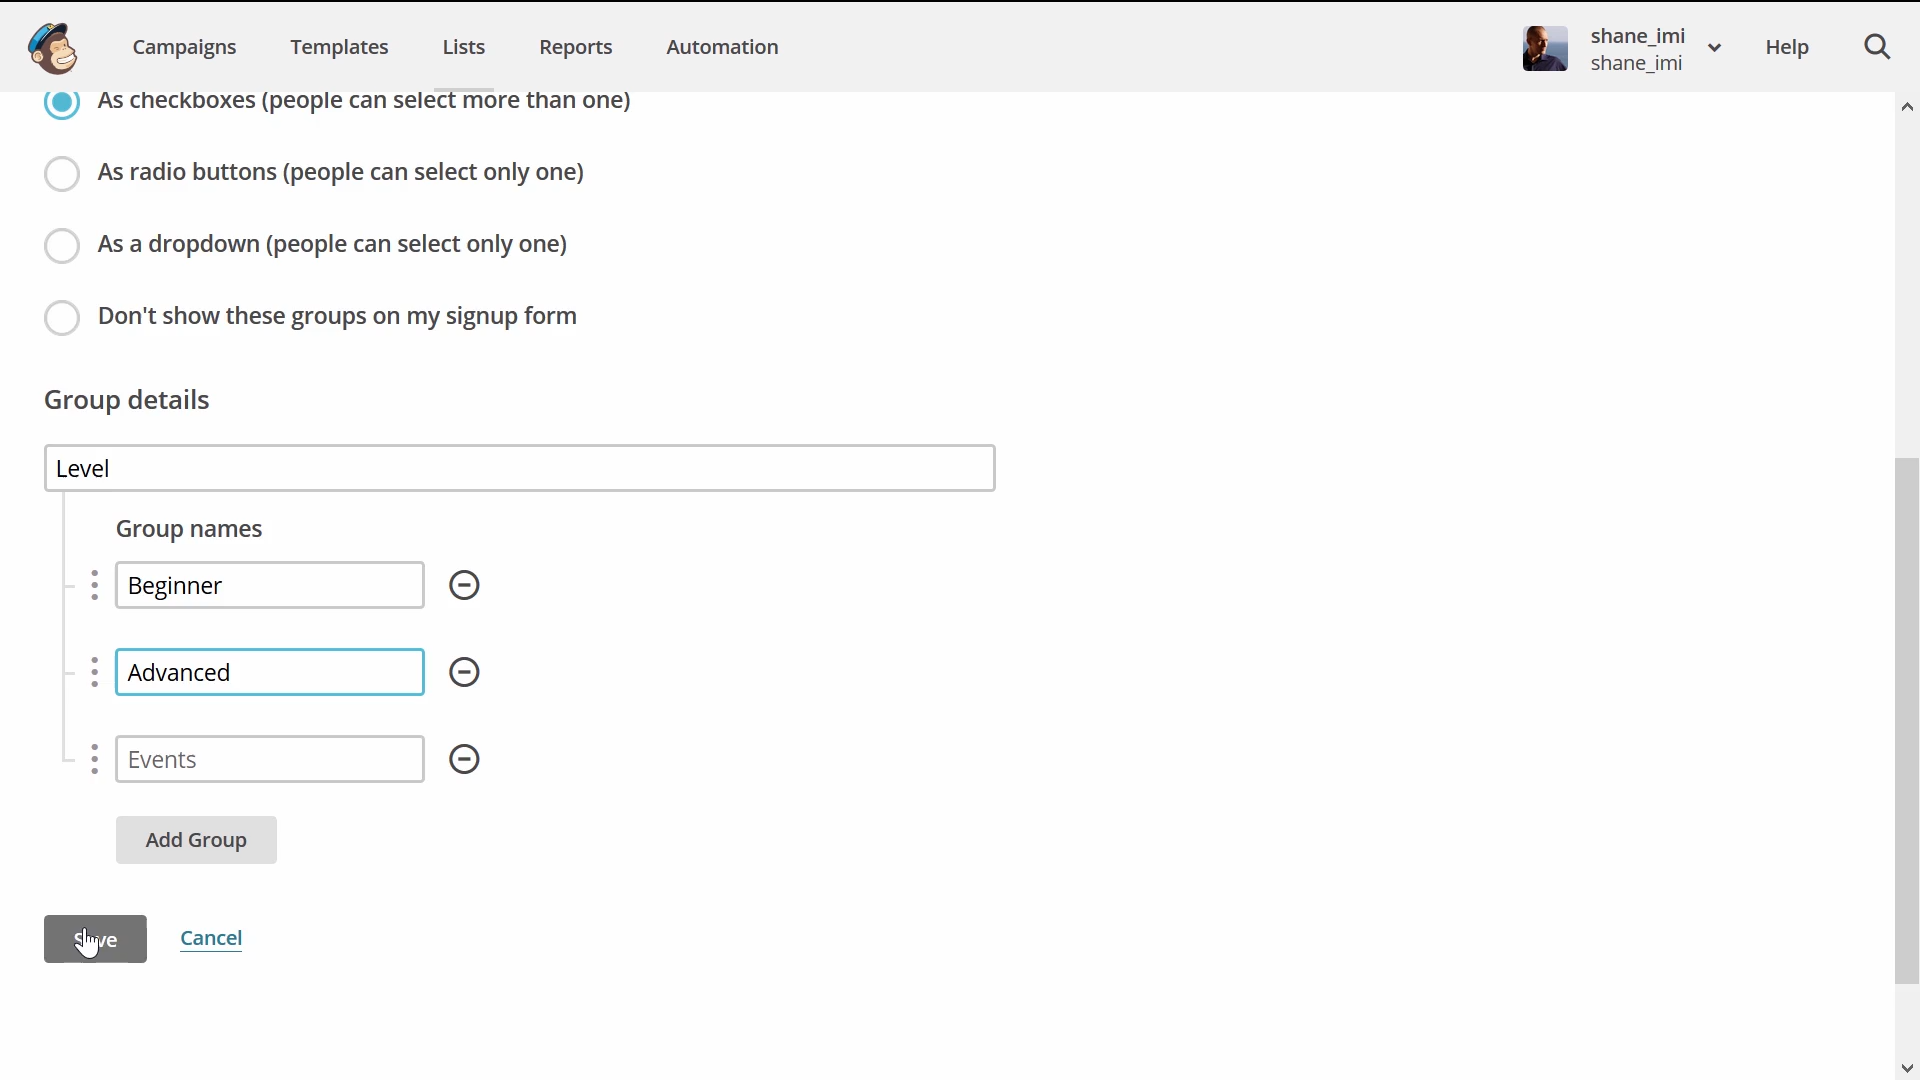 Campaigns Templates Lists Reports Automation
shane_imi
shane_imi
Help
As checkboxes (people can select more than one)
As radio buttons (people can select only one)
As a dropdown (people can select only one)
Don't show these groups on my signup form
Group details
Level
Group names
Beginner
Advanced
Events
Add Group
Save Cancel